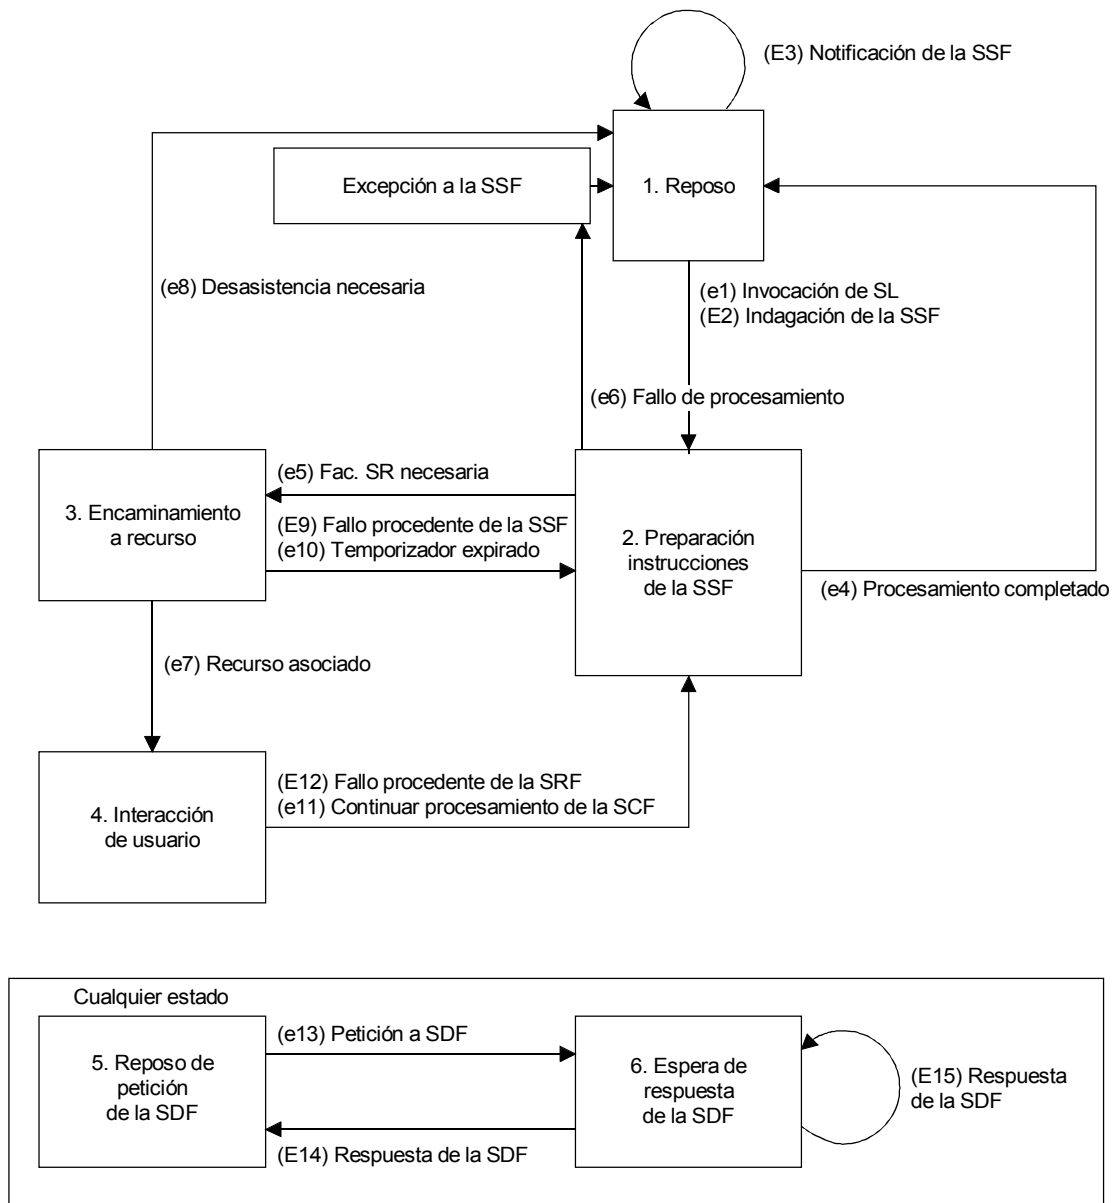 (E3) Notificación de la SSF
Excepción a la SSF
1. Reposo
(e8) Desasistencia necesaria
(e1) Invocación de SL
(E2) Indagación de la SSF
(e6) Fallo de procesamiento
3. Encaminamiento
a recurso
(e5) Fac. SR necesaria
(E9) Fallo procedente de la SSF
(e10) Temporizador expirado
2. Preparación
instrucciones
de la SSF
(e4) Procesamiento completado
(e7) Recurso asociado
4. Interacción
de usuario
(E12) Fallo procedente de la SRF
(e11) Continuar procesamiento de la SCF
Cualquier estado
5. Reposo de
petición
de la SDF
(e13) Petición a SDF
(E14) Respuesta de la SDF
6. Espera de
respuesta
de la SDF
(E15) Respuesta
de la SDF